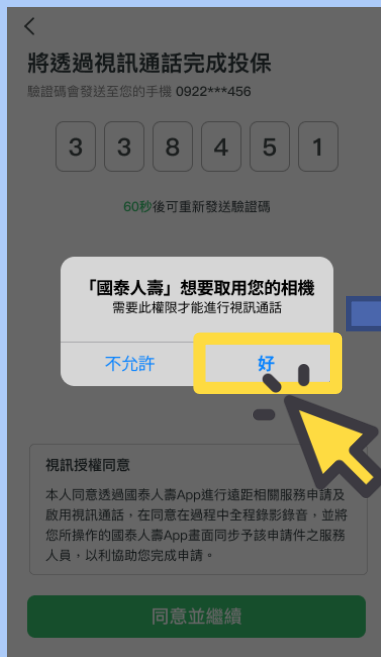 將透過視訊通話完成投保
驗證碼會發送至您的手機 0922***456
3 3 8 4 5 1
60秒後可重新發送驗證碼
「國泰人壽」想要取用您的相機
需要此權限才能進行視訊通話
不允許 好
視訊授權同意
本人同意透過國泰人壽App進行遠距相關服務申請及
啟用視訊通話，在同意在過程中全程錄影錄音，並將
您所操作的國泰人壽App畫面同步予該申請件之服務
人員，以利協助您完成申請。
同意並繼續